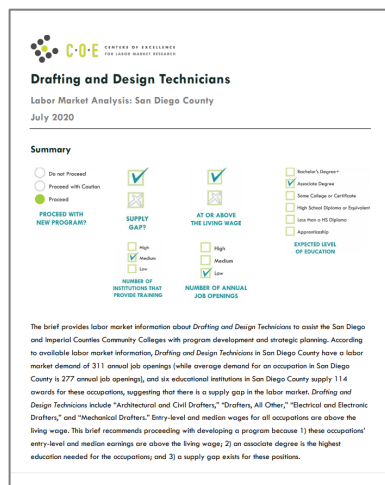 C·O·E CENTERS OF EXCELLENCE
FOR LABOR MARKET RESEARCH
Drafting and Design Technicians
Labor Market Analysis: San Diego County
July 2020
Summary
Do not Proceed
Proceed with Caution
Proceed
PROCEED WITH
NEW PROGRAM?
SUPPLY
GAP?
AT OR ABOVE
THE LIVING WAGE
Bachelor's Degree+
Associate Degree
Some College or Certificate
High School Diploma or Equivalent
Less than a HS Diploma
Apprenticeship
EXPECTED LEVEL
OF EDUCATION
High
Medium
Low
NUMBER OF
INSTITUTIONS THAT
PROVIDE TRAINING
High
Medium
Low
NUMBER OF ANNUAL
JOB OPENINGS
The brief provides labor market information about Drafting and Design Technicians to assist the San Diego
and Imperial Counties Community Colleges with program development and strategic planning. According
to available labor market information, Drafting and Design Technicians in San Diego County have a labor
market demand of 311 annual job openings (while average demand for an occupation in San Diego
County is 277 annual job openings), and six educational institutions in San Diego County supply 114
awards for these occupations, suggesting that there is a supply gap in the labor market. Drafting and
Design Technicians include "Architectural and Civil Drafters," "Drafters, All Other," "Electrical and Electronic
Drafters," and "Mechanical Drafters." Entry-level and median wages for all occupations are above the
living wage. This brief recommends proceeding with developing a program because 1) these occupations'
entry-level and median earnings are above the living wage; 2) an associate degree is the highest
education needed for the occupations; and 3) a supply gap exists for these positions.